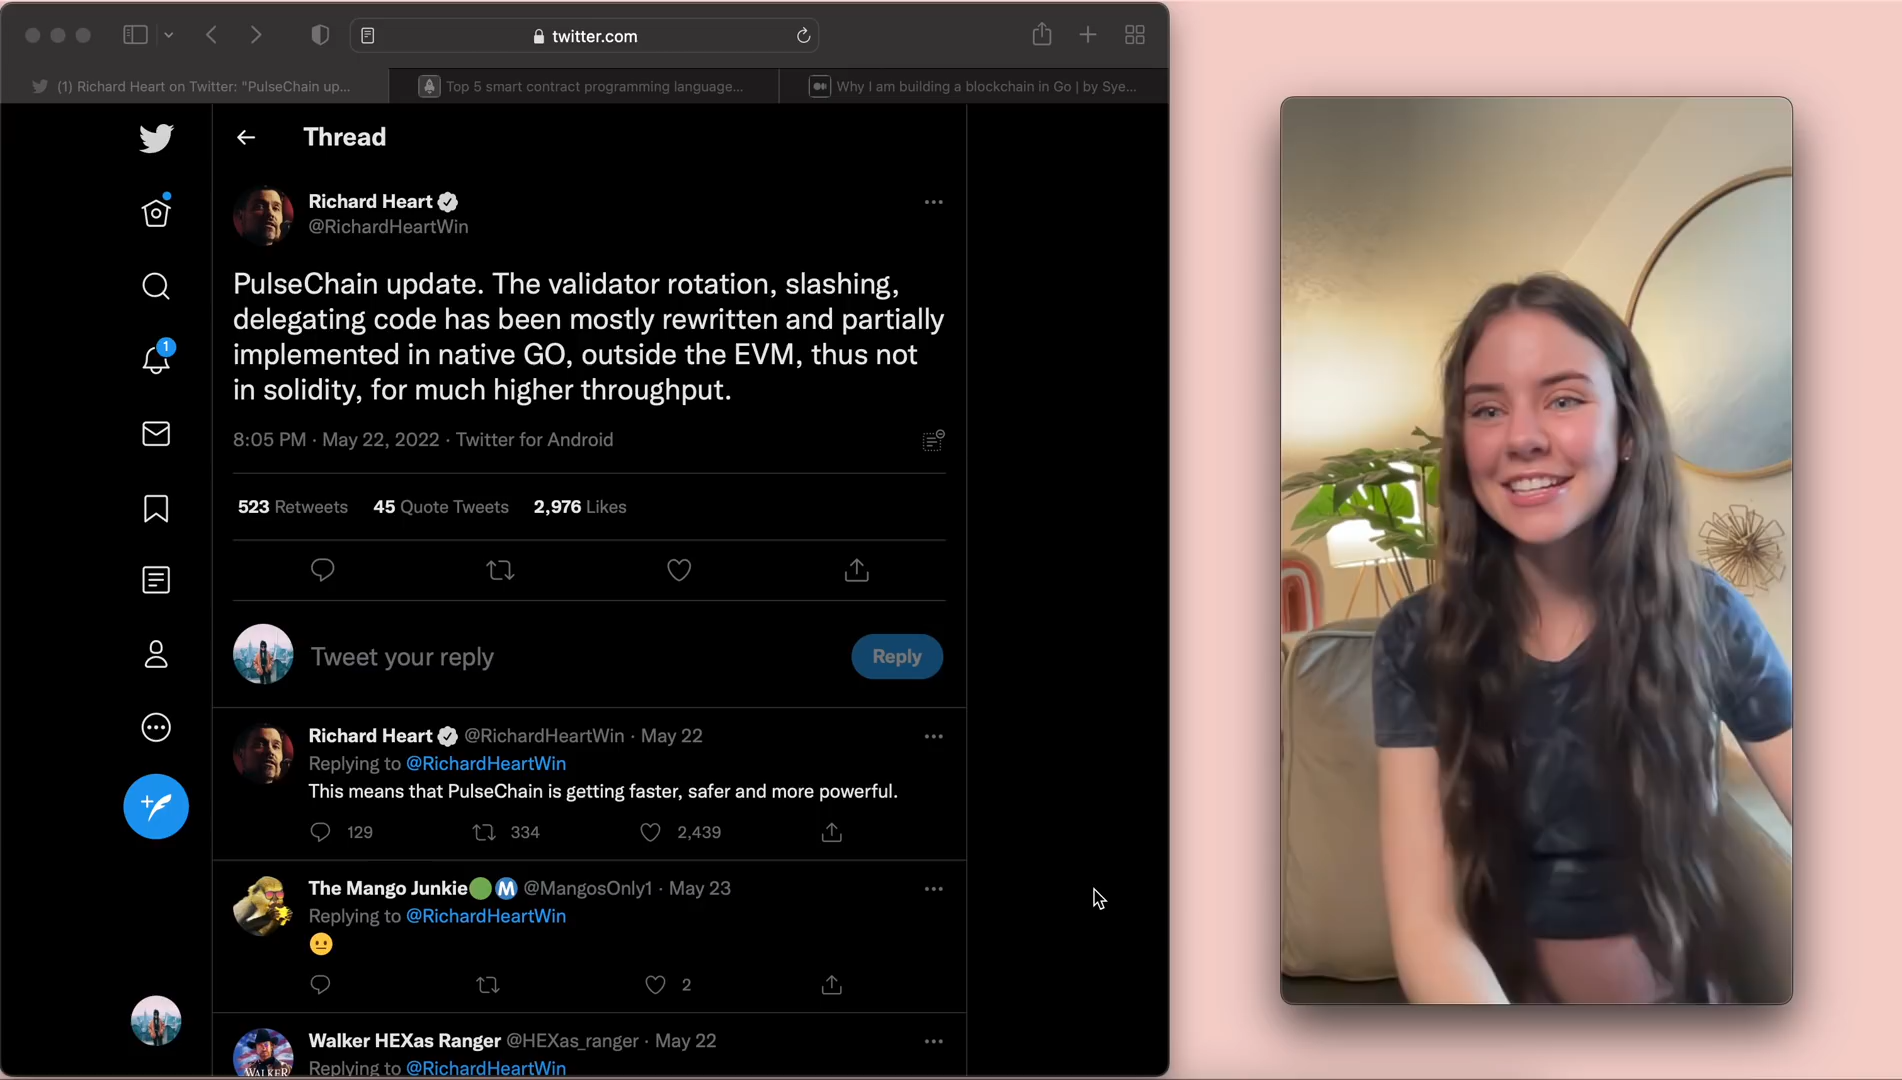 twitter.com
(1) Richard Heart on Twitter: "PulseChain up...
Top 5 smart contract programming language...
Why I am building a blockchain in Go | by Sye...
Thread
Richard Heart
@RichardHeartWin
PulseChain update. The validator rotation, slashing,
delegating code has been mostly rewritten and partially
implemented in native GO, outside the EVM, thus not
in solidity, for much higher throughput.
8:05 PM · May 22, 2022 · Twitter for Android
523 Retweets 45 Quote Tweets 2,976 Likes
1
Tweet your reply
Reply
Richard Heart @RichardHeartWin · May 22
Replying to @RichardHeartWin
This means that PulseChain is getting faster, safer and more powerful.
129 334 2,439
The Mango Junkie🟢Ⓜ️ @MangosOnly1 · May 23
Replying to @RichardHeartWin
😐
2
Walker HEXas Ranger @HEXas_ranger · May 22
Replying to @RichardHeartWin
WALKER